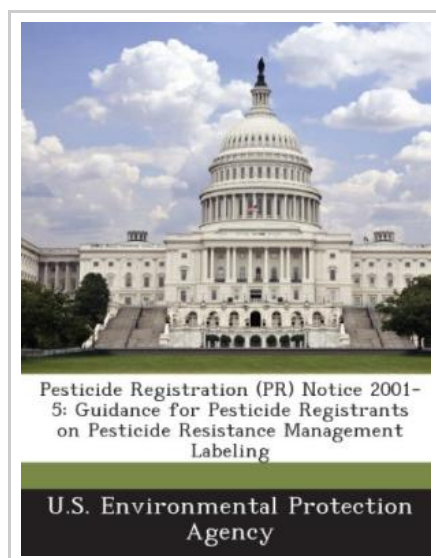 Pesticide Registration (PR) Notice 2001-
5: Guidance for Pesticide Registrants
on Pesticide Resistance Management
Labeling
U.S. Environmental Protection
Agency